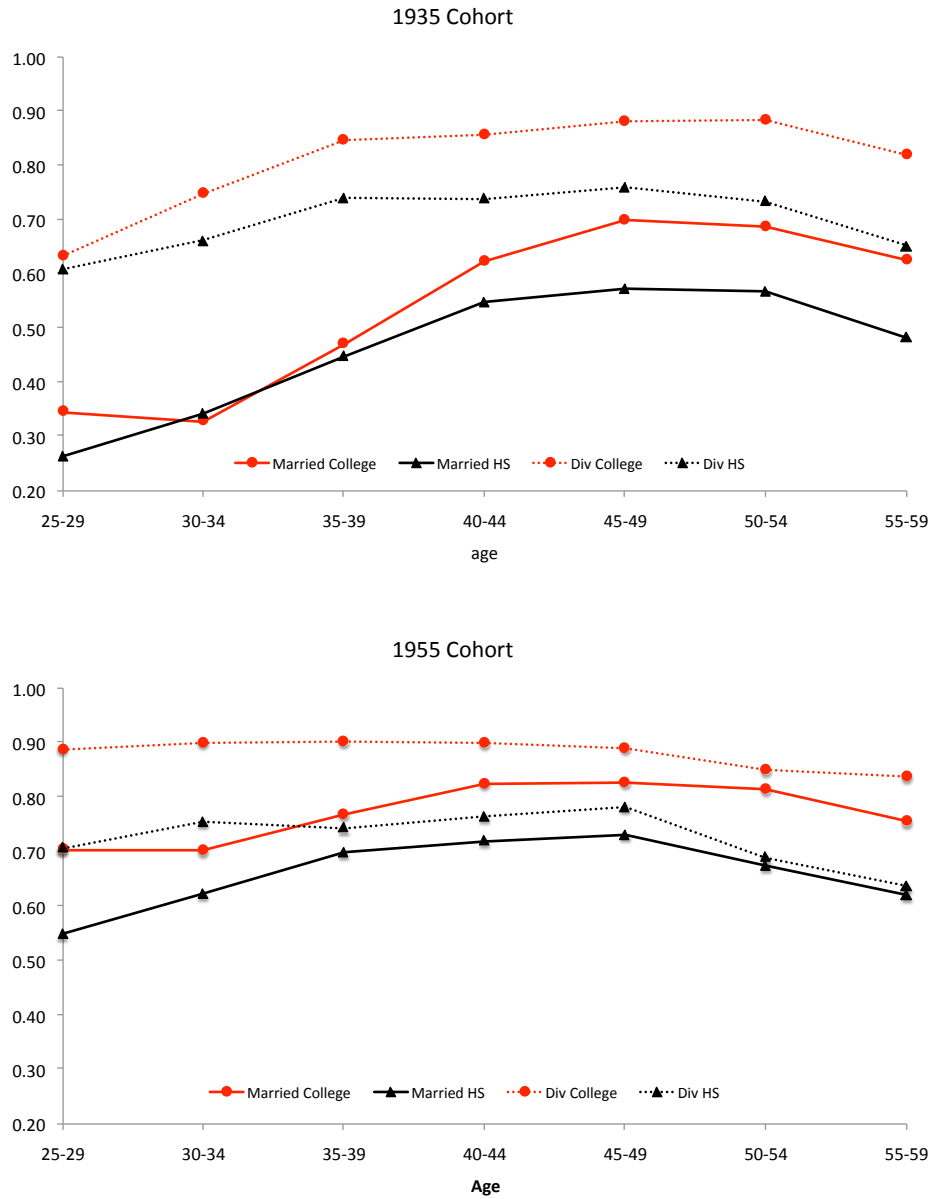 1935 Cohort
1.00
0.90
0.80
0.70
0.60
0.50
0.40
0.30
0.20
Married College Married HS Div College Div HS
25-29 30-34 35-39 40-44 45-49 50-54 55-59
age
1955 Cohort
1.00
0.90
0.80
0.70
0.60
0.50
0.40
0.30
0.20
Married College Married HS Div College Div HS
25-29 30-34 35-39 40-44 45-49 50-54 55-59
Age